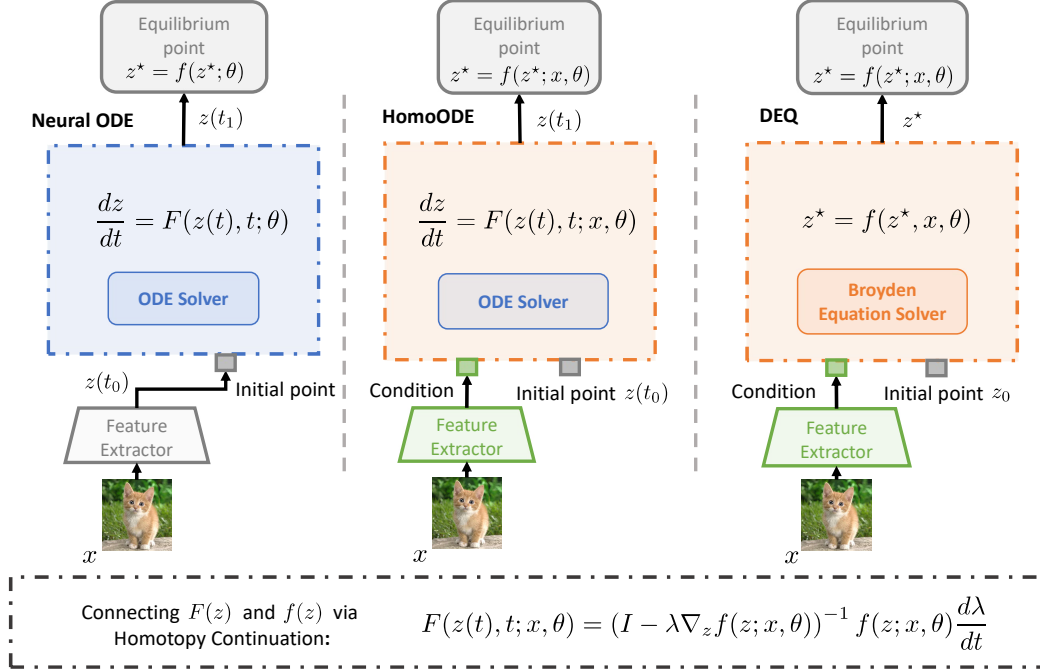 Equilibrium
point
z⋆ = f(z⋆; θ)
Neural ODE
z(t₁)
dz/dt = F(z(t), t; θ)
ODE Solver
z(t₀)
Initial point
Feature
Extractor
x
Equilibrium
point
z⋆ = f(z⋆; x, θ)
HomoODE
z(t₁)
dz/dt = F(z(t), t; x, θ)
ODE Solver
Condition
Initial point z(t₀)
Feature
Extractor
x
Equilibrium
point
z⋆ = f(z⋆; x, θ)
DEQ
z⋆
z⋆ = f(z⋆, x, θ)
Broyden
Equation Solver
Condition
Initial point z₀
Feature
Extractor
x
Connecting F(z) and f(z) via
Homotopy Continuation:
F(z(t), t; x, θ) = (I − λ∇_z f(z; x, θ))⁻¹ f(z; x, θ) dλ/dt